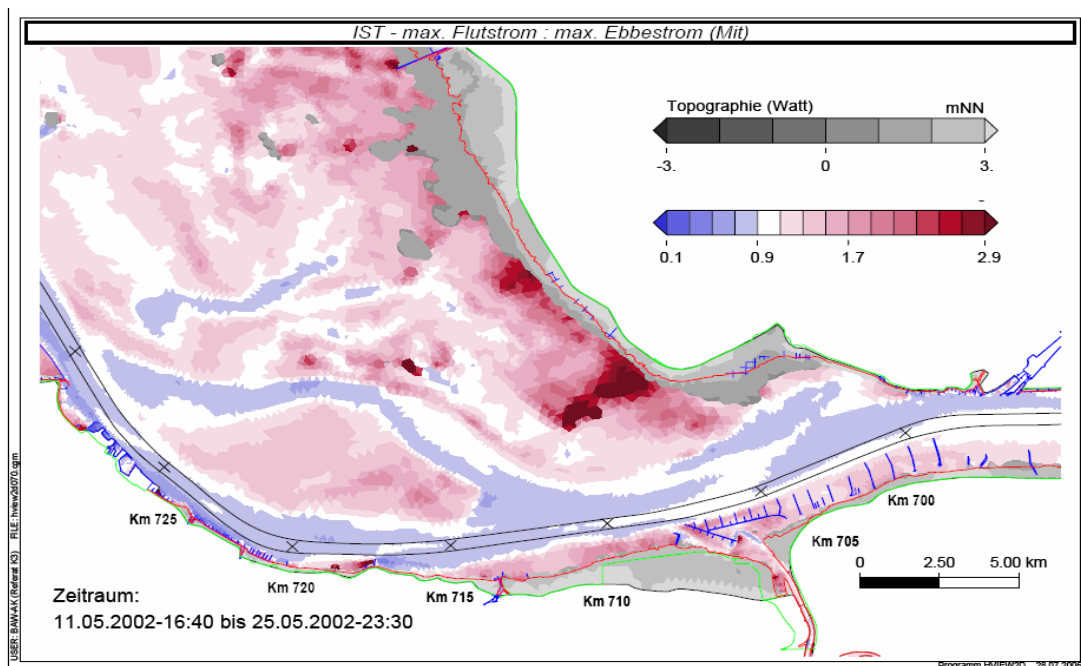 IST - max. Flutstrom : max. Ebbestrom (Mit)
Topographie (Watt) mNN
-3. 0 3.
-
0.1 0.9 1.7 2.9
Km 725
Km 720
Km 715
Km 710
Km 705
Km 700
0 2.50 5.00 km
Zeitraum:
11.05.2002-16:40 bis 25.05.2002-23:30
USER: BAW-AK (Referat K3) FILE: hview2d070.cgm
Programm HVIEW2D 28.07.2006